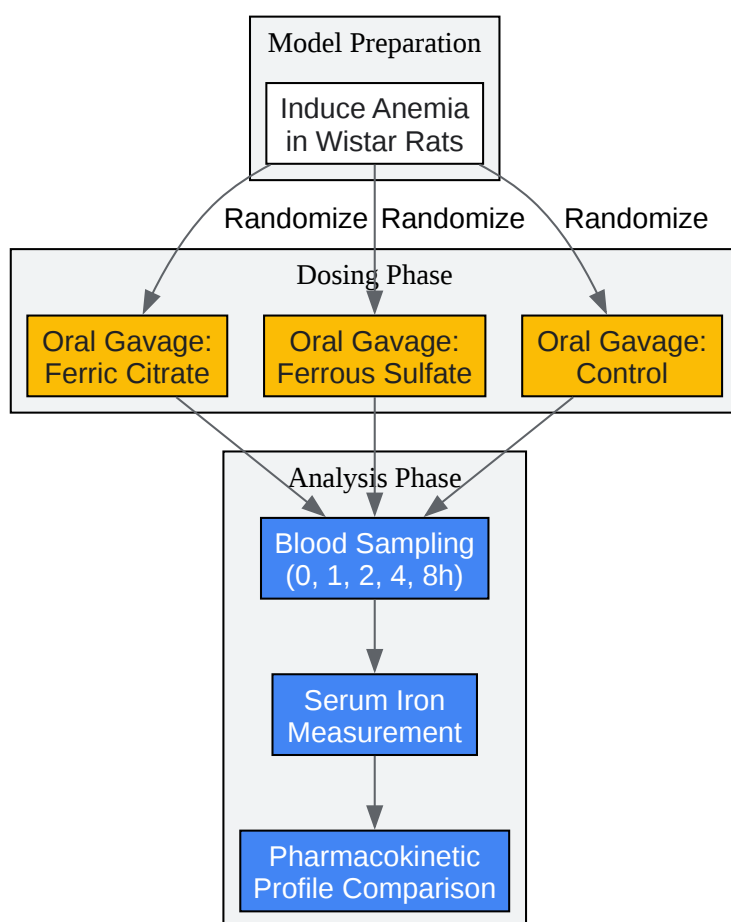 Model Preparation
Induce Anemia
in Wistar Rats
Randomize Randomize Randomize
Dosing Phase
Oral Gavage:
Ferric Citrate
Oral Gavage:
Ferrous Sulfate
Oral Gavage:
Control
Analysis Phase
Blood Sampling
(0, 1, 2, 4, 8h)
Serum Iron
Measurement
Pharmacokinetic
Profile Comparison